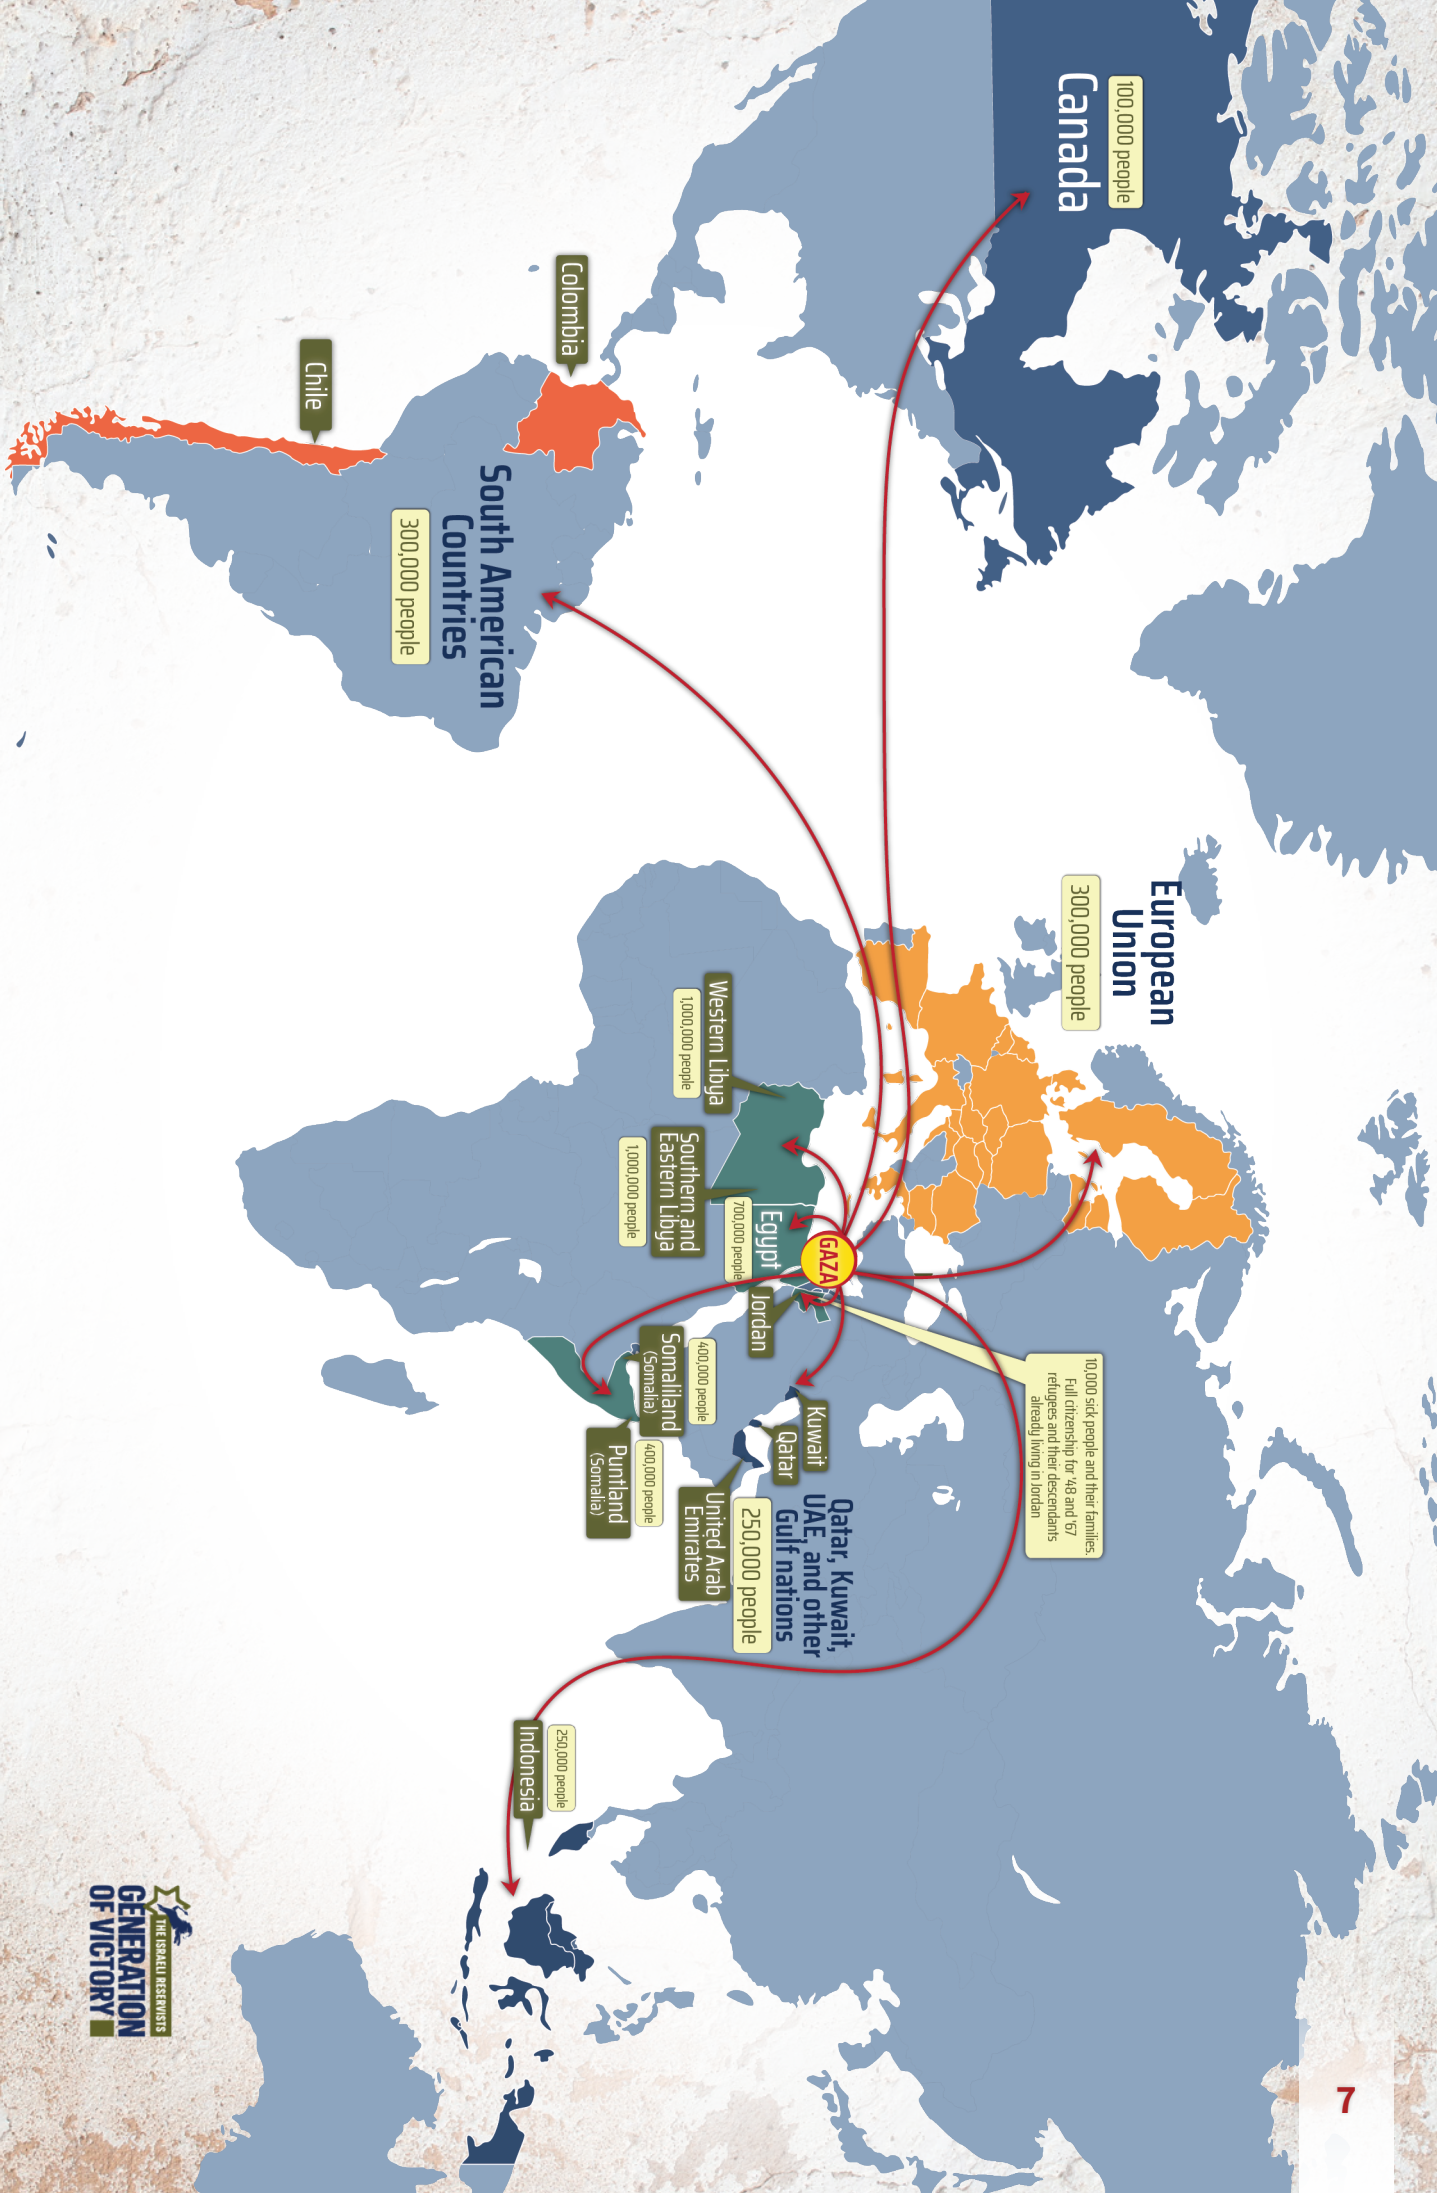 100,000 people
Canada
European
Union
300,000 people
10,000 sick people and their families.
Full citizenship for '48 and '67
refugees and their descendants
already living in Jordan
GAZA
Colombia
Chile
South American
Countries
300,000 people
Western Libya
1,000,000 people
Southern and
Eastern Libya
1,000,000 people
Egypt
700,000 people
Jordan
Kuwait
Qatar
United Arab
Emirates
Qatar, Kuwait,
UAE, and other
Gulf nations
250,000 people
400,000 people
Somaliland
(Somalia)
400,000 people
Puntland
(Somalia)
250,000 people
Indonesia
THE ISRAELI RESERVISTS
GENERATION
OF VICTORY
7